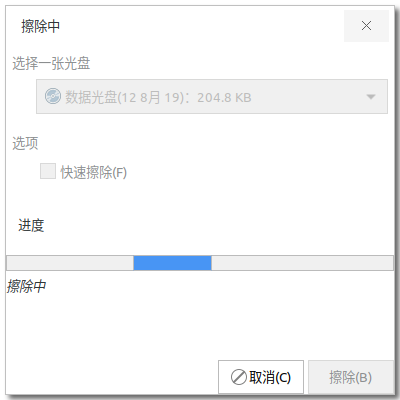 擦除中
选择一张光盘
数据光盘(12 8月 19)：204.8 KB
选项
快速擦除(F)
进度
擦除中
取消(C)
擦除(B)